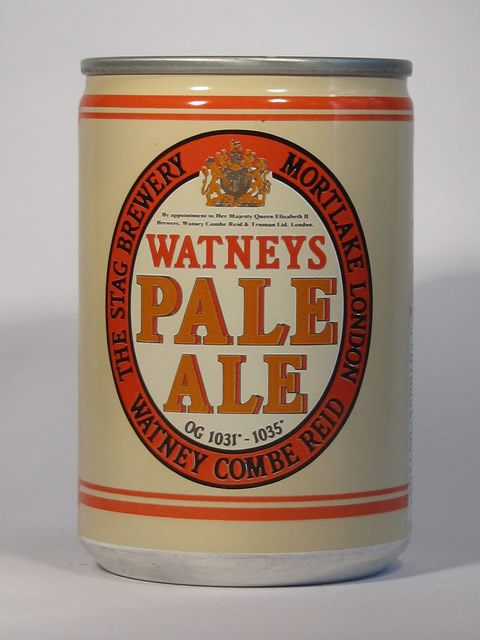 THE STAG BREWERY
MORTLAKE LONDON
By appointment to Her Majesty Queen Elizabeth II
Brewers, Watney Combe Reid & Truman Ltd. London.
WATNEYS
PALE
ALE
OG 1031° - 1035°
WATNEY COMBE REID